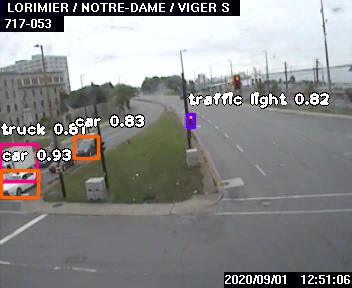 LORIMIER / NOTRE-DAME / VIGER S
717-053
traffic light 0.82
car 0.83
truck 0.81
car 0.93
2020/09/01 12:51:06